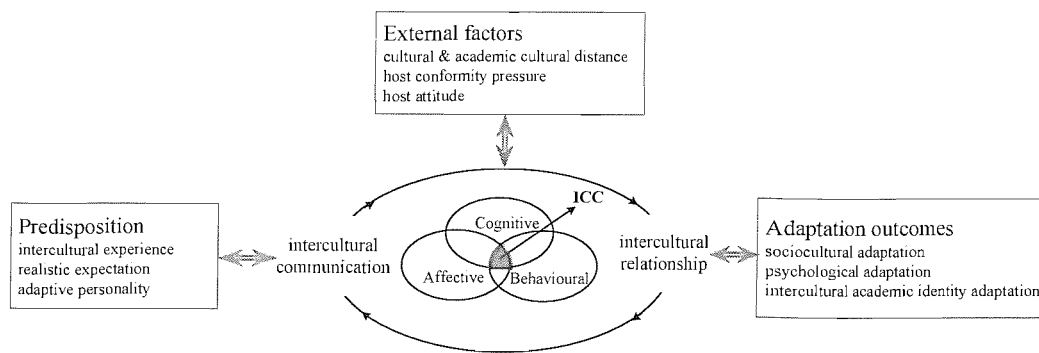 External factors
cultural & academic cultural distance
host conformity pressure
host attitude
Predisposition
intercultural experience
realistic expectation
adaptive personality
intercultural
communication
ICC
Cognitive
Affective
Behavioural
intercultural
relationship
Adaptation outcomes
sociocultural adaptation
psychological adaptation
intercultural academic identity adaptation